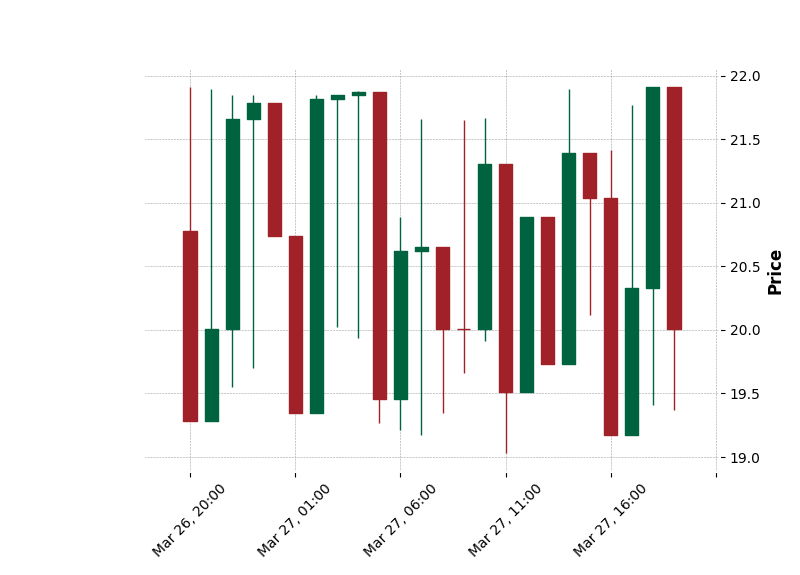 22.0
21.5
21.0
20.5
20.0
19.5
19.0
Price
Mar 26, 20:00
Mar 27, 01:00
Mar 27, 06:00
Mar 27, 11:00
Mar 27, 16:00